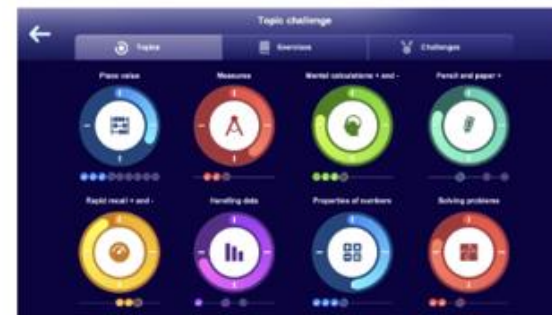 Topic challenge
Topics Exercises Challenges
Place value Measures Mental calculations + and - Pencil and paper +
Rapid recall + and - Handling data Properties of numbers Solving problems